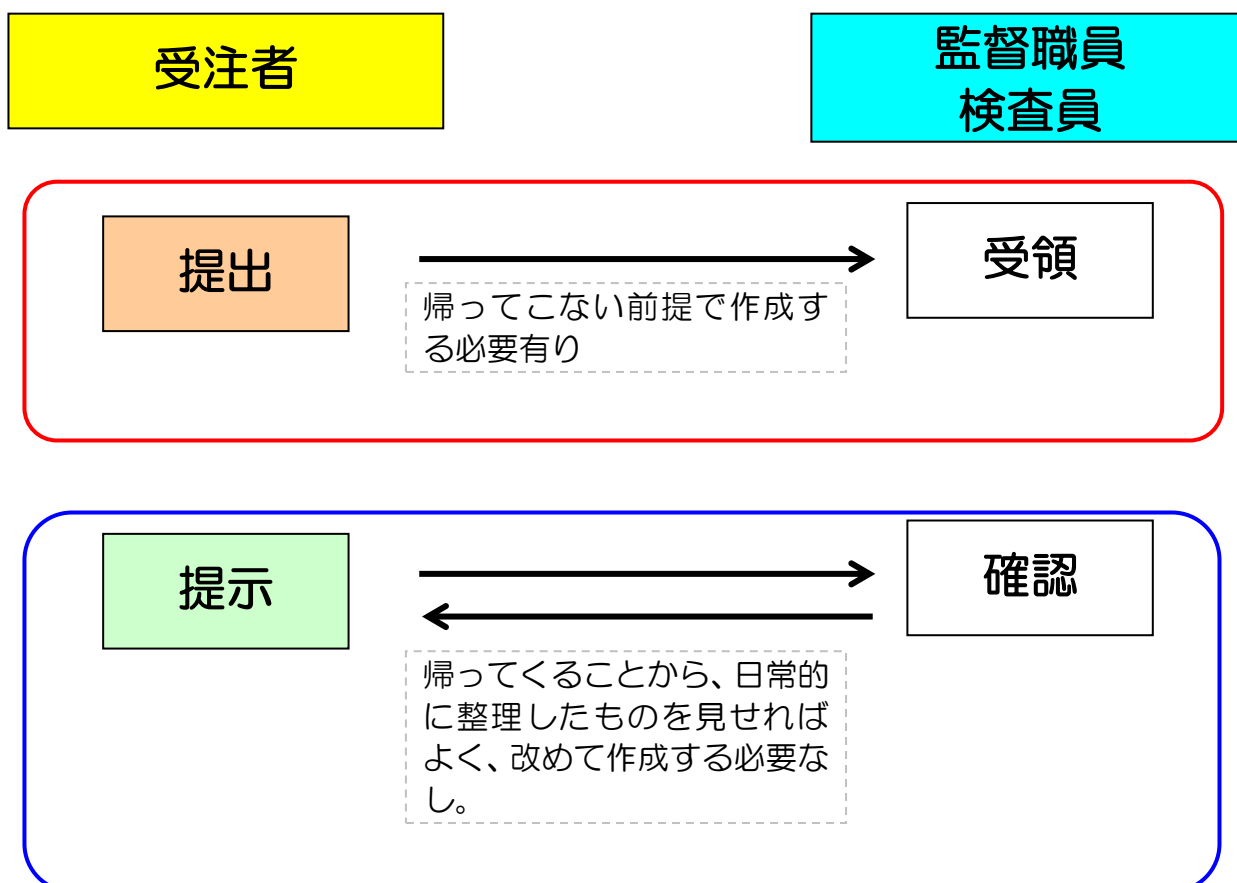 受注者
監督職員
検査員
提出
受領
帰ってこない前提で作成す
る必要有り
提示
確認
帰ってくることから、日常的
に整理したものを見せれば
よく、改めて作成する必要な
し。